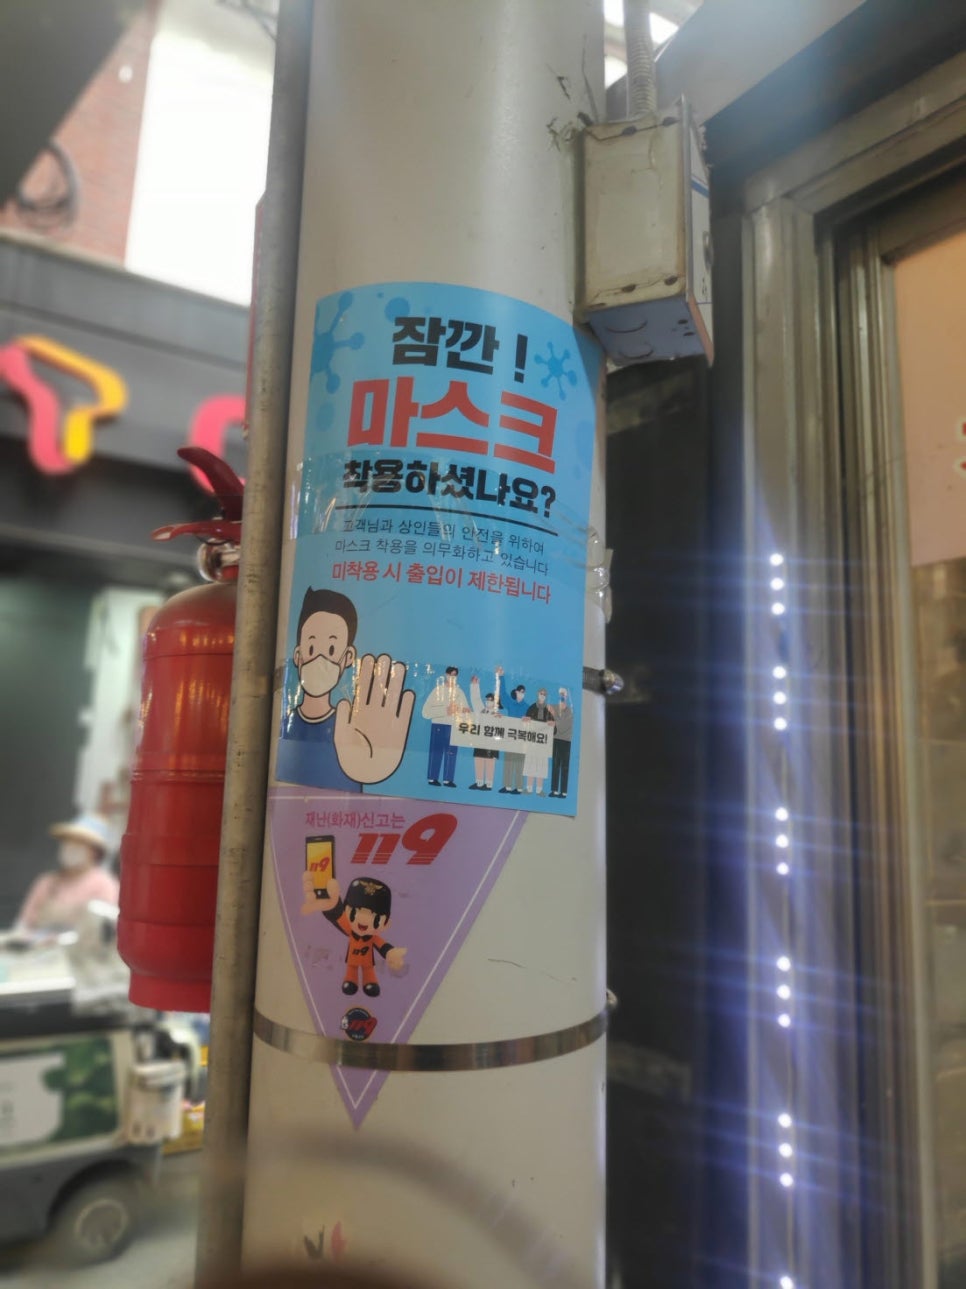 잠깐!
마스크
착용하셨나요?
고객님과 상인들의 안전을 위하여
마스크 착용을 의무화하고 있습니다
미착용 시 출입이 제한됩니다
우리 함께 극복해요!
재난(화재)신고는
119
119
119
119